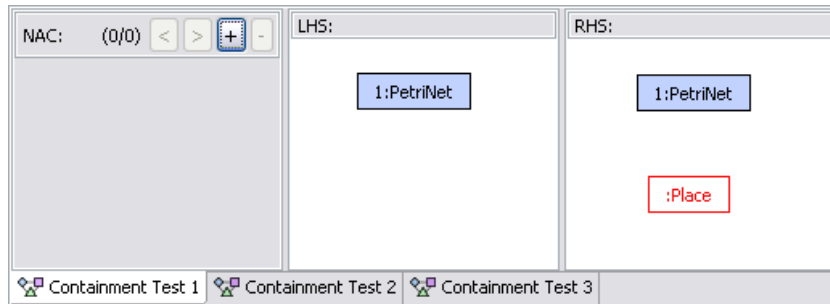 NAC: (0/0) < > + -
LHS:
RHS:
1:PetriNet
1:PetriNet
:Place
Containment Test 1 Containment Test 2 Containment Test 3